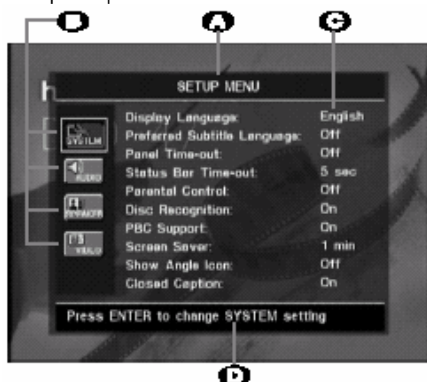 B A C
SETUP MENU
Display Language: English
Preferred Subtitle Language: Off
Panel Time-out: Off
Status Bar Time-out: 5 sec
Parental Control: Off
Disc Recognition: On
PBC Support: On
Screen Saver: 1 min
Show Angle Icon: Off
Closed Caption: On
SYSTEM
AUDIO
SPEAKER
VIDEO
Press ENTER to change SYSTEM setting
D